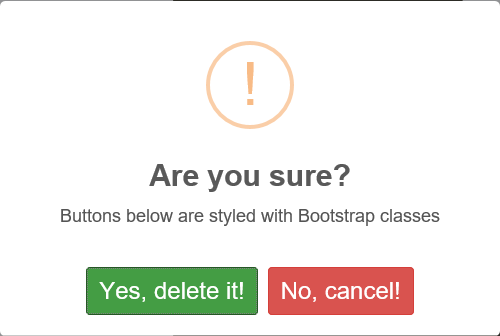 !
Are you sure?
Buttons below are styled with Bootstrap classes
Yes, delete it! No, cancel!